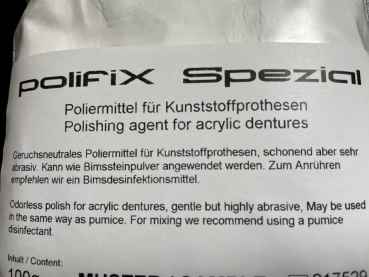 polifix Spezial
Poliermittel für Kunststoffprothesen
Polishing agent for acrylic dentures
Geruchsneutrales Poliermittel für Kunststoffprothesen, schonend aber sehr
abrasiv. Kann wie Bimssteinpulver angewendet werden. Zum Anrühren
empfehlen wir ein Bimsdesinfektionsmittel.
Odorless polish for acrylic dentures, gentle but highly abrasive, May be used
in the same way as pumice. For mixing we recommend using a pumice
disinfectant.
Inhalt / Content:
100g